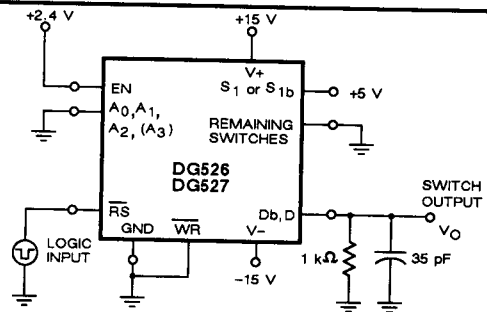 +2.4 V
+15 V
V+
EN
S1 or S1b
+5 V
A0, A1,
A2, (A3)
REMAINING
SWITCHES
DG526
DG527
RS
Db, D
SWITCH
OUTPUT
GND
WR
V−
VO
LOGIC
INPUT
1 kΩ
35 pF
−15 V